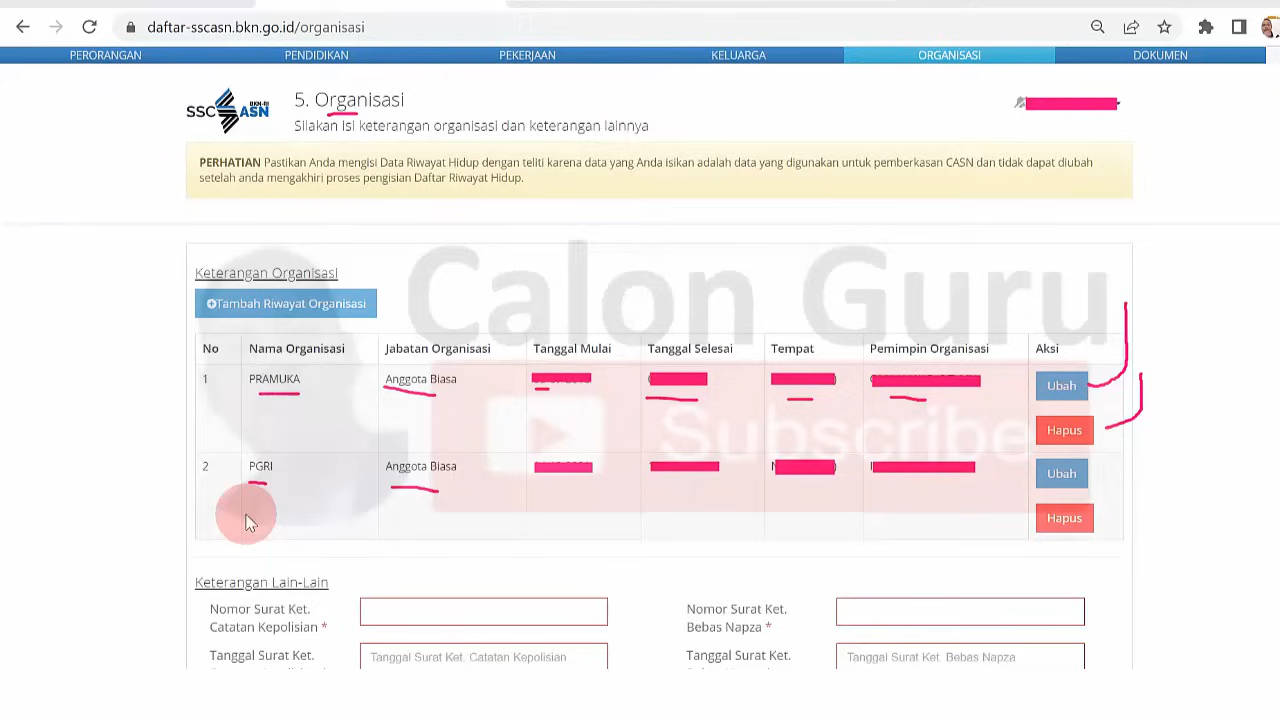 daftar-sscasn.bkn.go.id/organisasi
PERORANGAN PENDIDIKAN PEKERJAAN KELUARGA ORGANISASI DOKUMEN
SSC ASN BKN-RI
5. Organisasi
Silakan isi keterangan organisasi dan keterangan lainnya
PERHATIAN Pastikan Anda mengisi Data Riwayat Hidup dengan teliti karena data yang Anda isikan adalah data yang digunakan untuk pemberkasan CASN dan tidak dapat diubah
setelah anda mengakhiri proses pengisian Daftar Riwayat Hidup.
Calon Guru
Keterangan Organisasi
Tambah Riwayat Organisasi
No Nama Organisasi Jabatan Organisasi Tanggal Mulai Tanggal Selesai Tempat Pemimpin Organisasi Aksi
1 PRAMUKA Anggota Biasa Ubah
Hapus
Subscribe
2 PGRI Anggota Biasa Ubah
Hapus
Keterangan Lain-Lain
Nomor Surat Ket. Nomor Surat Ket.
Catatan Kepolisian * Bebas Napza *
Tanggal Surat Ket. Tanggal Surat Ket. Catatan Kepolisian Tanggal Surat Ket. Tanggal Surat Ket. Bebas Napza